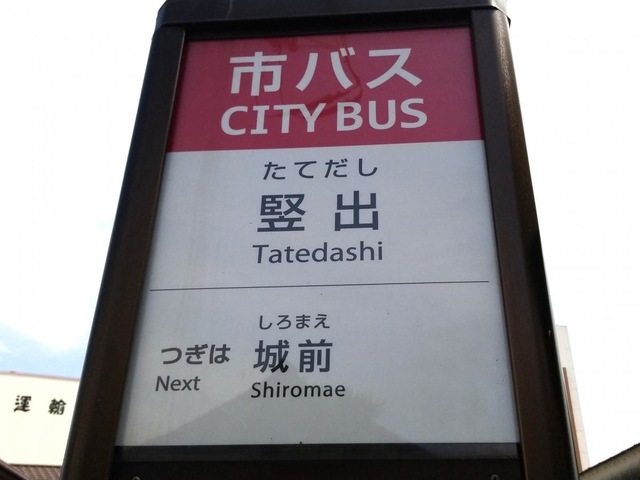 市バス
CITY BUS
たてだし
竪出
Tatedashi
しろまえ
つぎは 城前
Next Shiromae
運輸